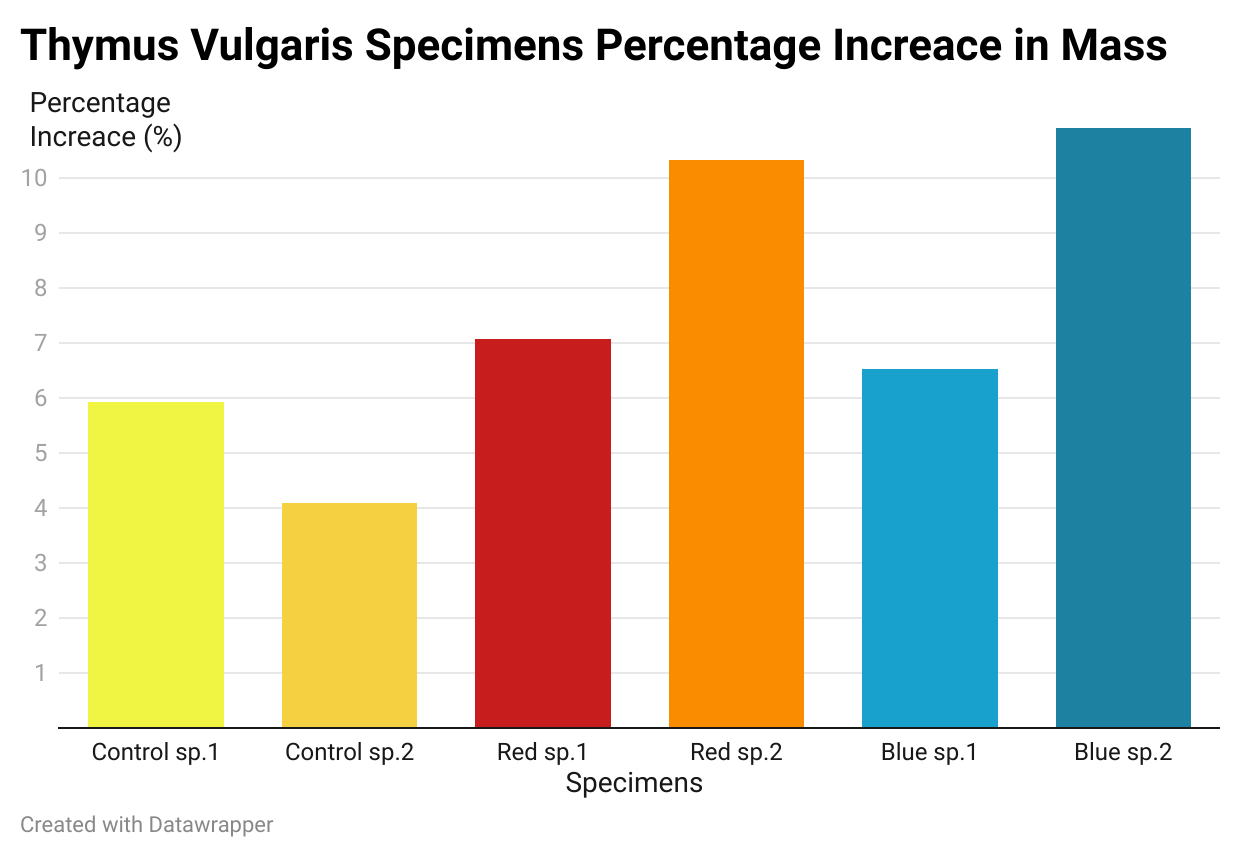 Thymus Vulgaris Specimens Percentage Increace in Mass
Percentage
Increace (%)
10
9
8
7
6
5
4
3
2
1
Control sp.1 Control sp.2 Red sp.1 Red sp.2 Blue sp.1 Blue sp.2
Specimens
Created with Datawrapper